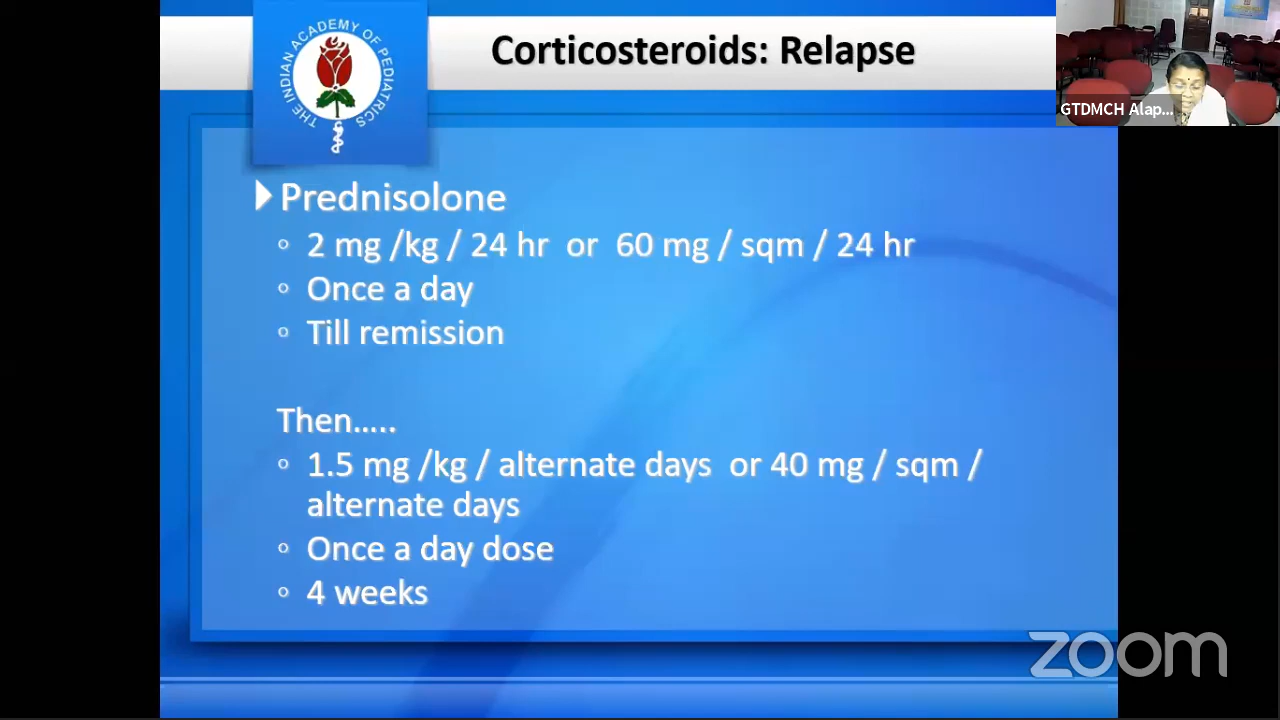 Corticosteroids: Relapse
THE INDIAN ACADEMY OF PEDIATRICS
GTDMCH Alap...
Prednisolone
2 mg /kg / 24 hr or 60 mg / sqm / 24 hr
Once a day
Till remission
Then.....
1.5 mg /kg / alternate days or 40 mg / sqm /
alternate days
Once a day dose
4 weeks
zoom